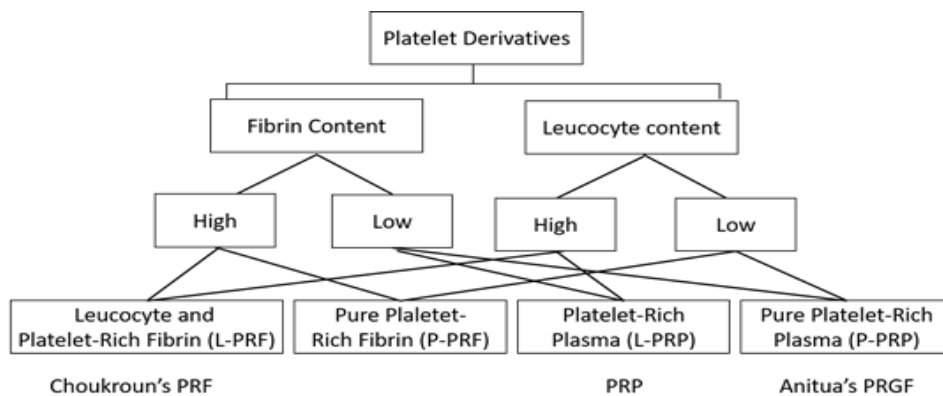 Platelet Derivatives
Fibrin Content
Leucocyte content
High
Low
High
Low
Leucocyte and
Platelet-Rich Fibrin (L-PRF)
Pure Plaletet-
Rich Fibrin (P-PRF)
Platelet-Rich
Plasma (L-PRP)
Pure Platelet-Rich
Plasma (P-PRP)
Choukroun's PRF
PRP
Anitua's PRGF